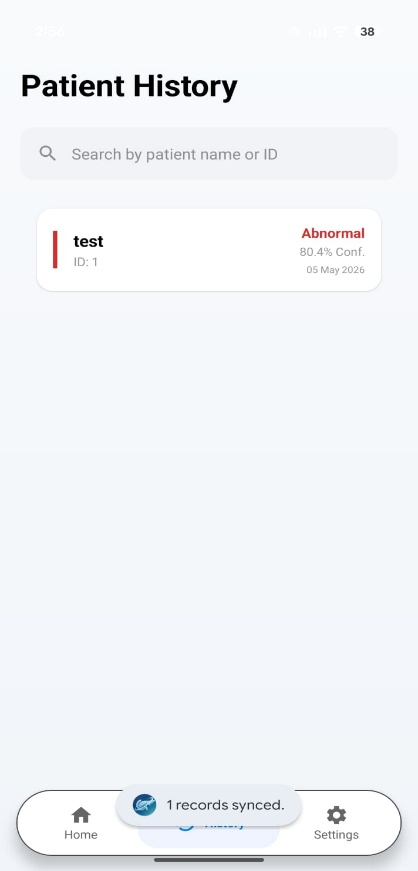 38
Patient History
Search by patient name or ID
test
Abnormal
ID: 1
80.4% Conf.
05 May 2026
1 records synced.
Home
History
Settings